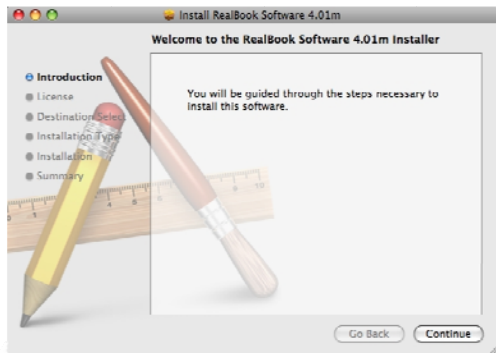 Install RealBook Software 4.01m
Welcome to the RealBook Software 4.01m Installer
Introduction
License
Destination Select
Installation Type
Installation
Summary
You will be guided through the steps necessary to
install this software.
Go Back
Continue